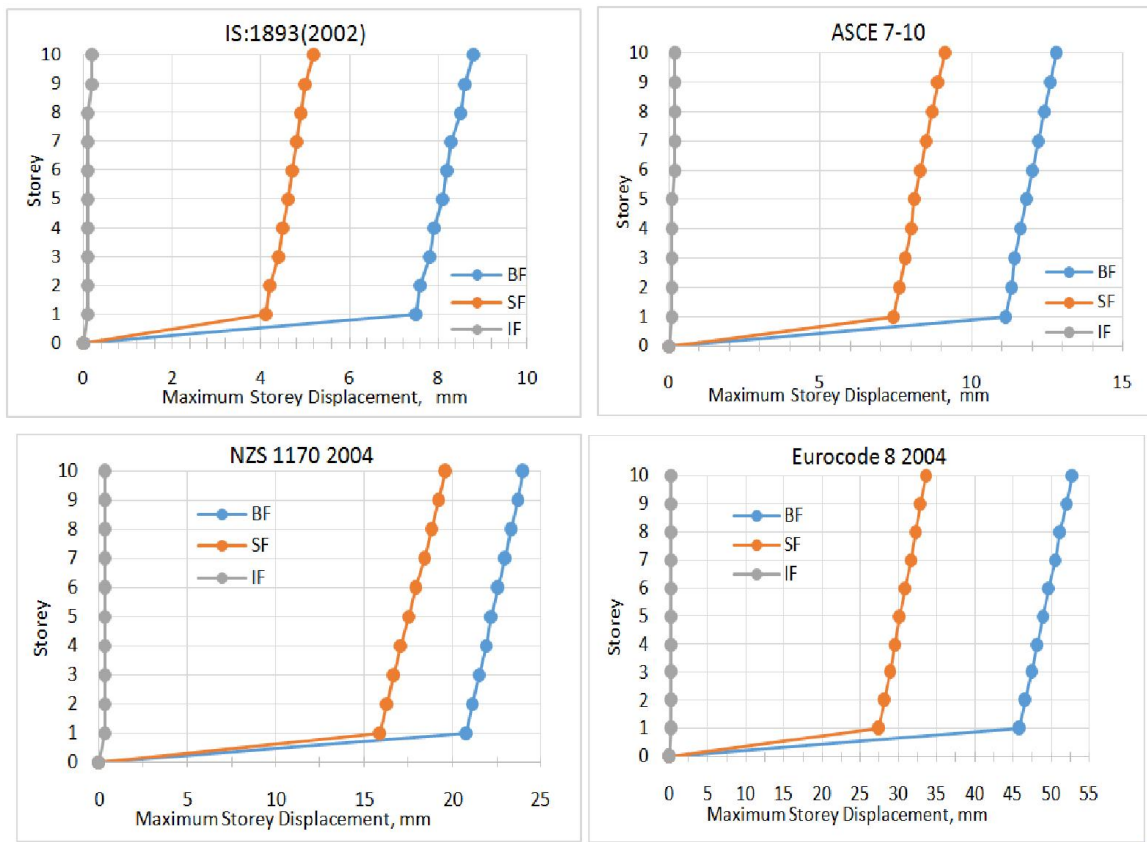 IS:1893(2002)
10
9
8
7
6
5
4
3
2
1
0
Storey
BF
SF
IF
0 2 4 6 8 10
Maximum Storey Displacement, mm
ASCE 7-10
10
9
8
7
6
5
4
3
2
1
0
Storey
BF
SF
IF
0 5 10 15
Maximum Storey Displacement, mm
NZS 1170 2004
10
9
8
7
6
5
4
3
2
1
0
Storey
BF
SF
IF
0 5 10 15 20 25
Maximum Storey Displacement, mm
Eurocode 8 2004
10
9
8
7
6
5
4
3
2
1
0
Storey
BF
SF
IF
0 5 10 15 20 25 30 35 40 45 50 55
Maximum Storey Displacement, mm